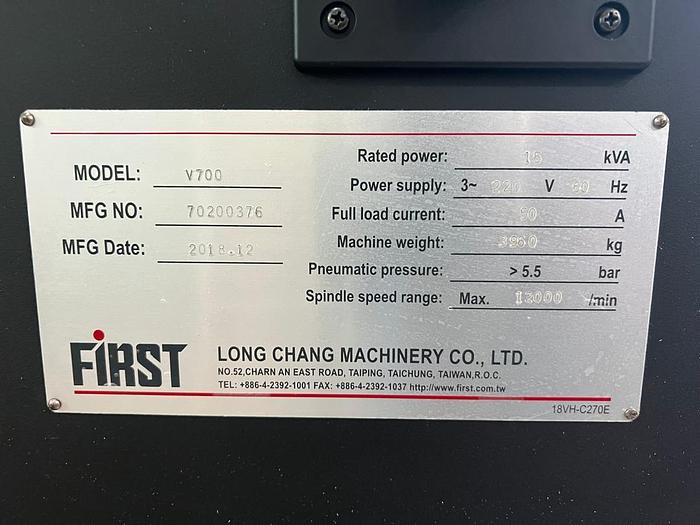 MODEL: V700
MFG NO: 70200376
MFG Date: 2018.12
Rated power: 15 kVA
Power supply: 3~ 220 V 60 Hz
Full load current: A
Machine weight: kg
Pneumatic pressure: > 5.5 bar
Spindle speed range: Max. 12000 /min
FIRST
LONG CHANG MACHINERY CO., LTD.
NO.52,CHARN AN EAST ROAD, TAIPING, TAICHUNG, TAIWAN,R.O.C.
TEL: +886-4-2392-1001 FAX: +886-4-2392-1037 http://www.first.com.tw
18VH-C270E